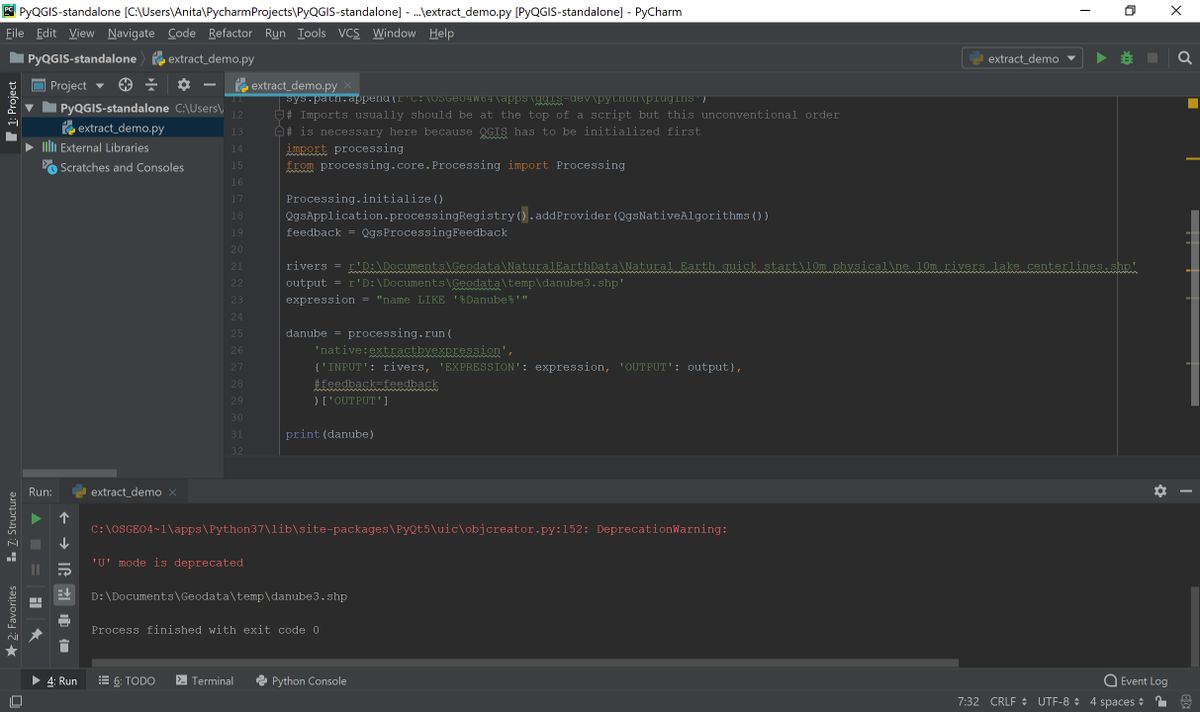 PyQGIS-standalone [C:\Users\Anita\PycharmProjects\PyQGIS-standalone] - ...\extract_demo.py [PyQGIS-standalone] - PyCharm
File Edit View Navigate Code Refactor Run Tools VCS Window Help
PyQGIS-standalone extract_demo.py extract_demo
Project extract_demo.py
1: Project
PyQGIS-standalone C:\Users\
extract_demo.py
External Libraries
Scratches and Consoles
11 sys.path.append(r'C:\OSGeo4W64\apps\qgis-dev\python\plugins')
12 # Imports usually should be at the top of a script but this unconventional order
13 # is necessary here because QGIS has to be initialized first
14 import processing
15 from processing.core.Processing import Processing
16
17 Processing.initialize()
18 QgsApplication.processingRegistry().addProvider(QgsNativeAlgorithms())
19 feedback = QgsProcessingFeedback
20
21 rivers = r'D:\Documents\Geodata\NaturalEarthData\Natural_Earth_quick_start\10m_physical\ne_10m_rivers_lake_centerlines.shp'
22 output = r'D:\Documents\Geodata\temp\danube3.shp'
23 expression = "name LIKE '%Danube%'"
24
25 danube = processing.run(
26 'native:extractbyexpression',
27 {'INPUT': rivers, 'EXPRESSION': expression, 'OUTPUT': output},
28 #feedback=feedback
29 )['OUTPUT']
30
31 print(danube)
32
Run: extract_demo
7: Structure
2: Favorites
C:\OSGEO4~1\apps\Python37\lib\site-packages\PyQt5\uic\objcreator.py:152: DeprecationWarning:
'U' mode is deprecated
D:\Documents\Geodata\temp\danube3.shp
Process finished with exit code 0
4: Run 6: TODO Terminal Python Console Event Log
7:32 CRLF UTF-8 4 spaces